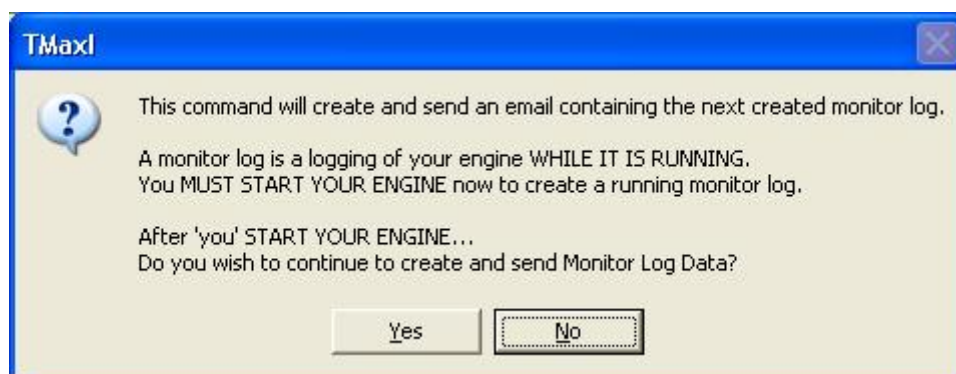 TMaxI
This command will create and send an email containing the next created monitor log.
A monitor log is a logging of your engine WHILE IT IS RUNNING.
You MUST START YOUR ENGINE now to create a running monitor log.
After 'you' START YOUR ENGINE...
Do you wish to continue to create and send Monitor Log Data?
Yes
No